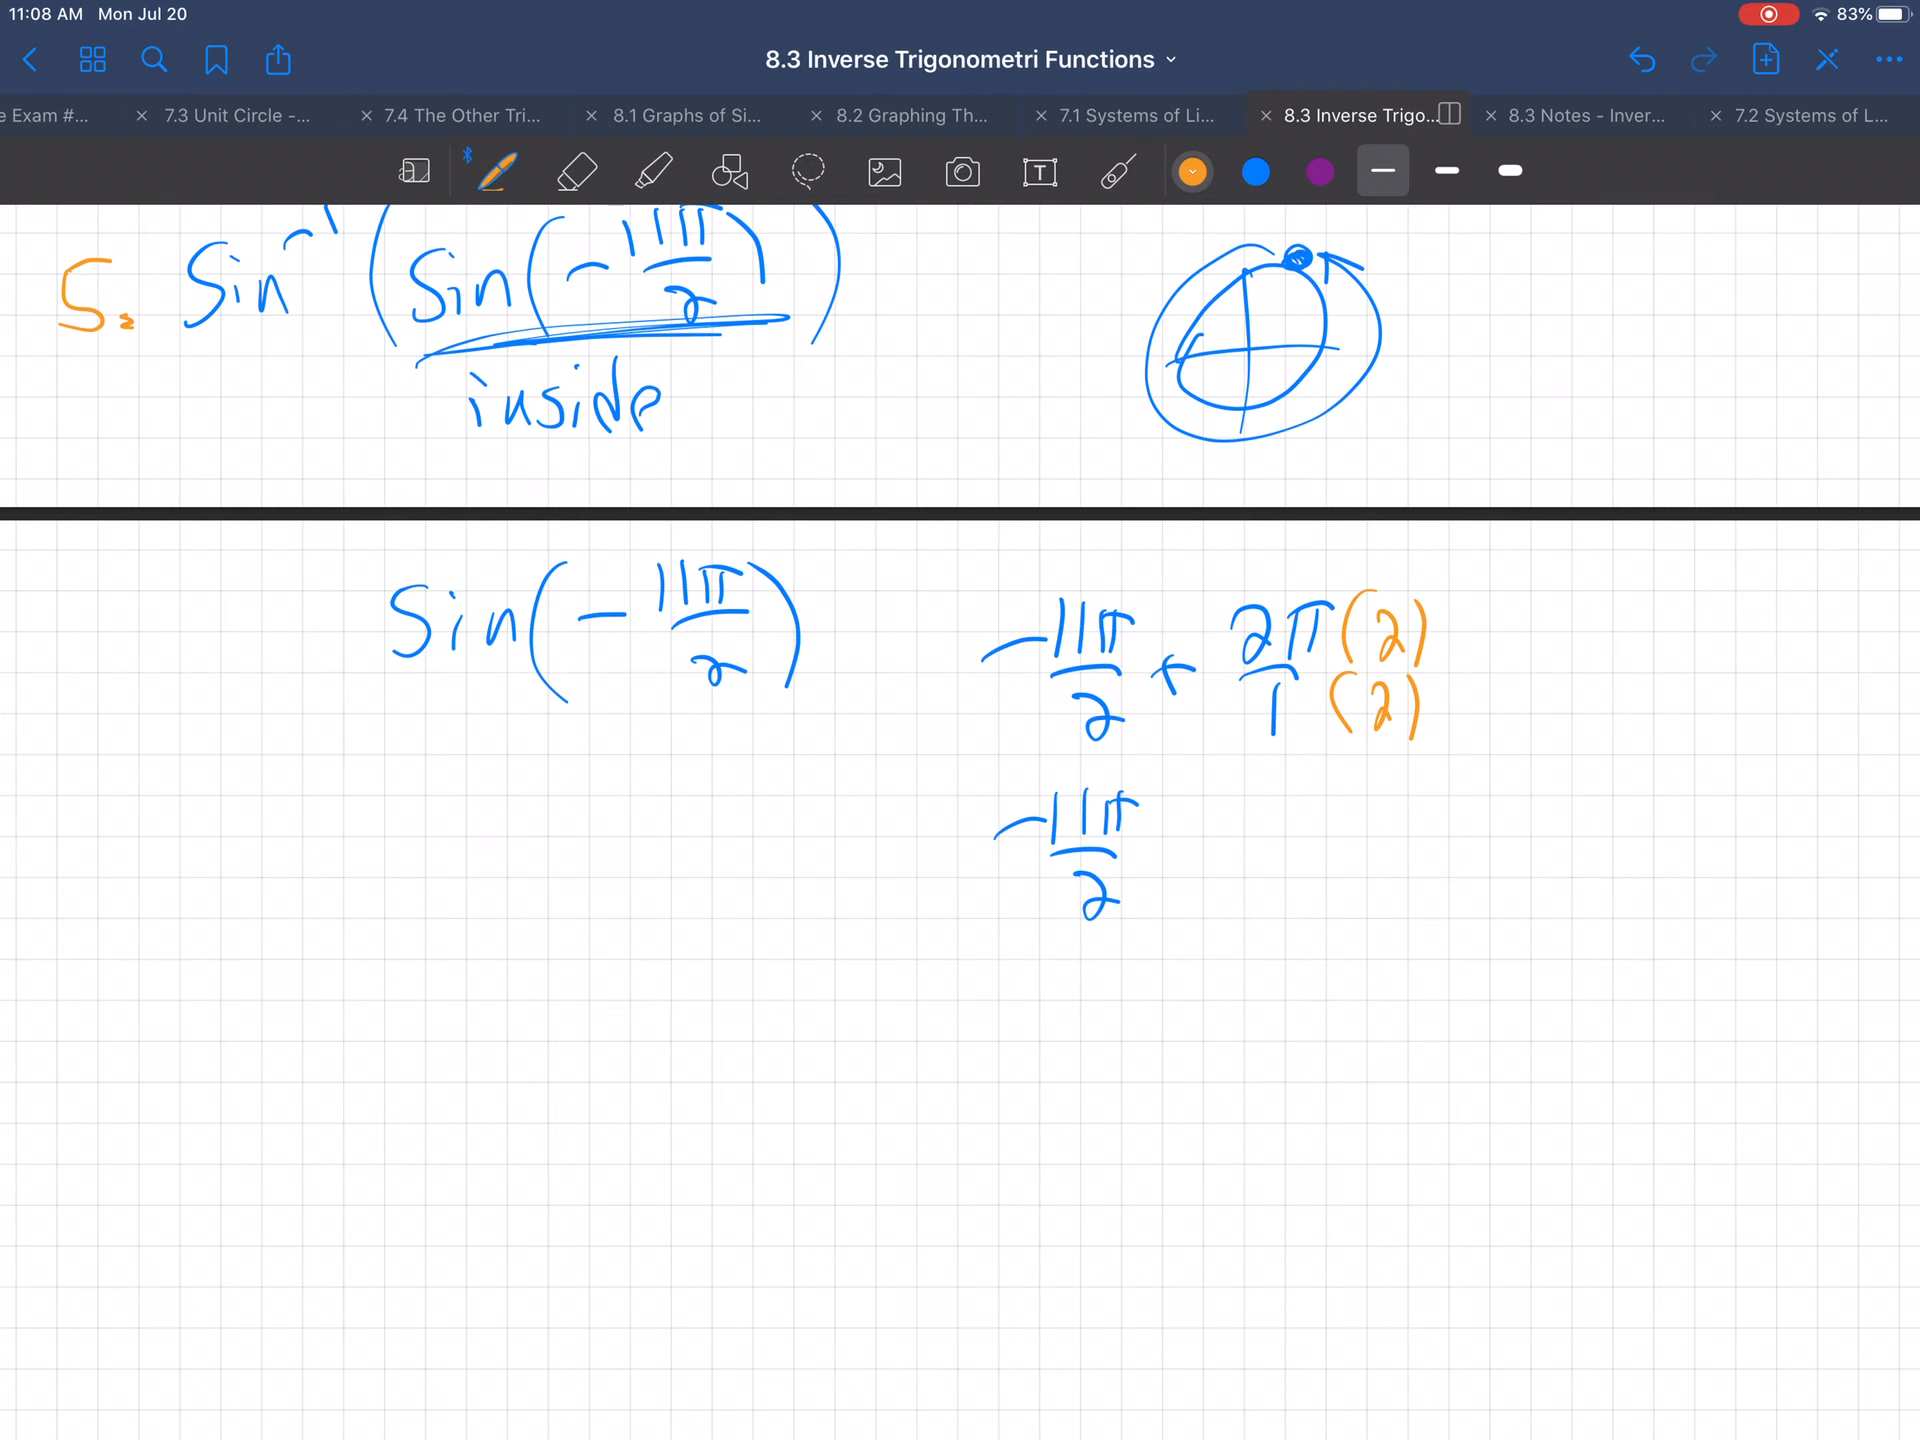 11:08 AM Mon Jul 20
83%
8.3 Inverse Trigonometri Functions
e Exam #...
7.3 Unit Circle -...
7.4 The Other Tri...
8.1 Graphs of Si...
8.2 Graphing Th...
7.1 Systems of Li...
8.3 Inverse Trigo...
8.3 Notes - Inver...
7.2 Systems of L...
T
5. Sin⁻¹(Sin(-11π/2))
inside
Sin(-11π/2)
-11π/2 + 2π(2)/1(2)
-11π/2